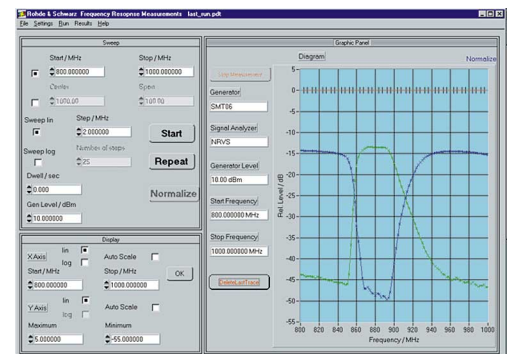 Rohde & Schwarz Frequency Resopnse Measurements last_run.pdt
File Settings Run Results Help
Sweep
Start / MHz
Stop / MHz
800.000000
1000.000000
Center
Span
1000.00
100.00
Sweep lin
Step / MHz
2.000000
Start
Sweep log
Number of steps
25
Repeat
Dwell / sec
0.000
Normalize
Gen Level / dBm
10.000000
Display
X Axis
lin
log
Auto Scale
Start / MHz
Stop / MHz
OK
800.000000
1000.000000
Y Axis
lin
log
Auto Scale
Maximum
Minimum
5.000000
-55.000000
Graphic Panel
Diagram
Normalize
Generator
SMT06
Signal Analyzer
NRVS
Generator Level
10.00 dBm
Start Frequency
800.000000 MHz
Stop Frequency
1000.000000 MHz
DeleteLastTrace
Rel. Level / dB
5
0
-5
-10
-15
-20
-25
-30
-35
-40
-45
-50
-55
800 820 840 860 880 900 920 940 960 980 1000
Frequency / MHz